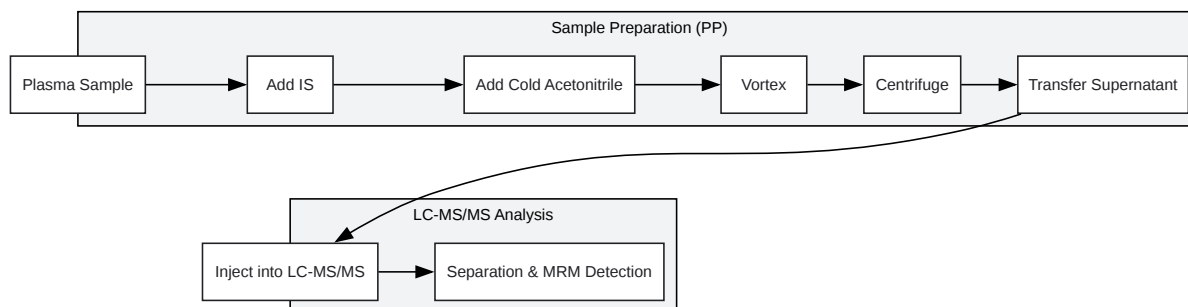 Sample Preparation (PP)
Plasma Sample
Add IS
Add Cold Acetonitrile
Vortex
Centrifuge
Transfer Supernatant
LC-MS/MS Analysis
Inject into LC-MS/MS
Separation & MRM Detection